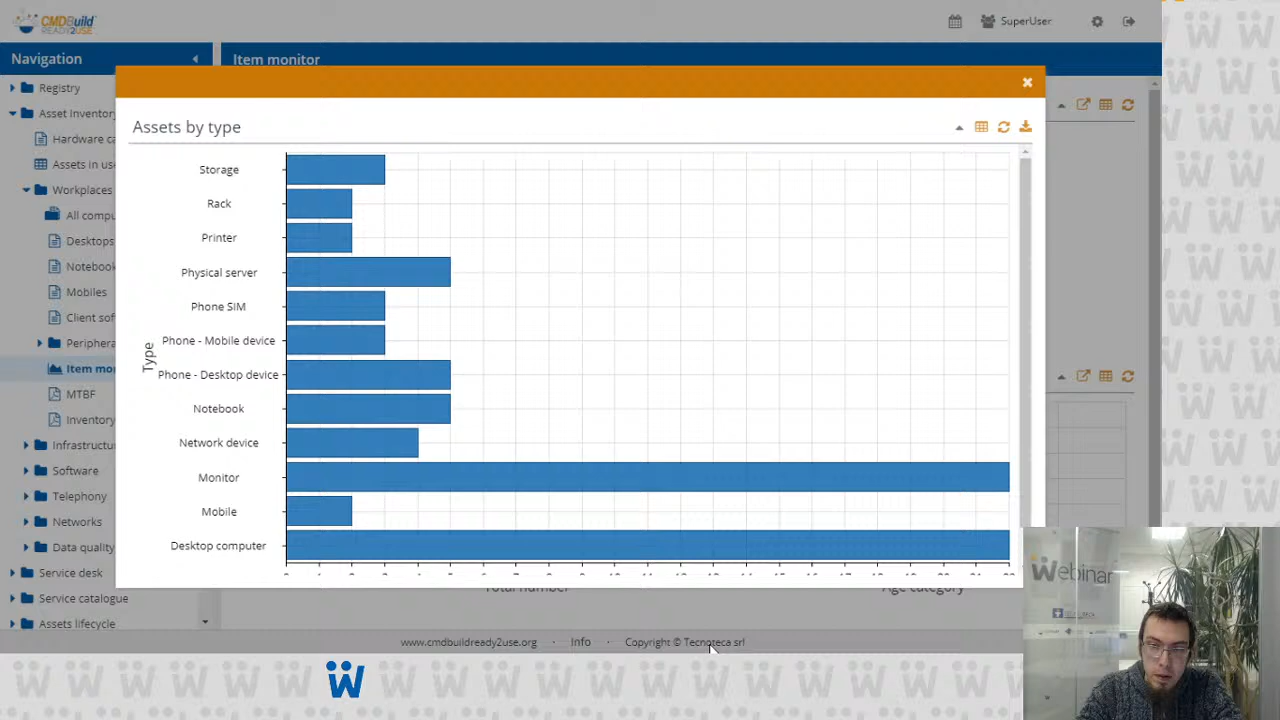 CMDBuild
READY2USE
SuperUser
Navigation
Item monitor
Registry
Asset Inventory
Hardware ca
Assets in us
Workplaces
All compu
Desktops
Notebook
Mobiles
Client sof
Periphera
Item mo
MTBF
Inventory
Infrastructu
Software
Telephony
Networks
Data quality
Service desk
Service catalogue
Assets lifecycle
Assets by type
Type
Storage
Rack
Printer
Physical server
Phone SIM
Phone - Mobile device
Phone - Desktop device
Notebook
Network device
Monitor
Mobile
Desktop computer
Total number
Age category
www.cmdbuildready2use.org · Info · Copyright © Tecnoteca srl
Webinar